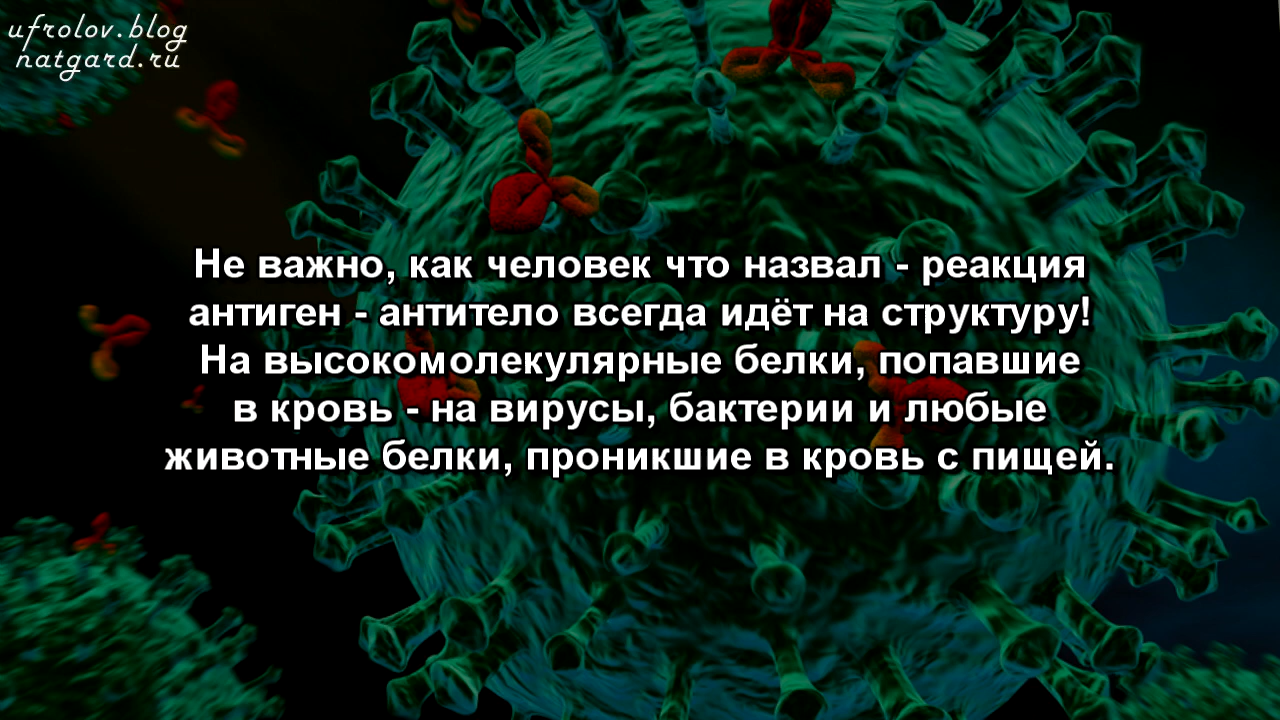 ufrolov.blog
natgard.ru
Не важно, как человек что назвал - реакция
антиген - антитело всегда идёт на структуру!
На высокомолекулярные белки, попавшие
в кровь - на вирусы, бактерии и любые
животные белки, проникшие в кровь с пищей.